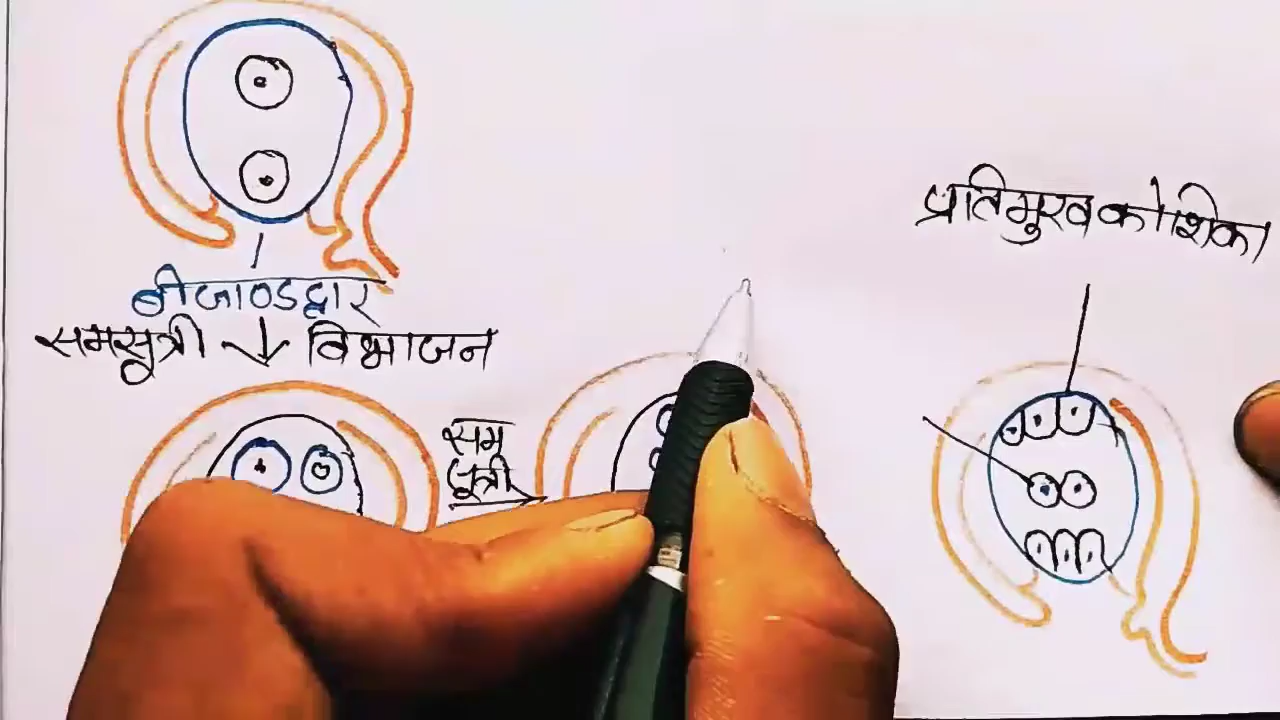 बीजाण्डद्वार
समसूत्री विभाजन
सम
सूत्री
प्रतिमुख कोशिका